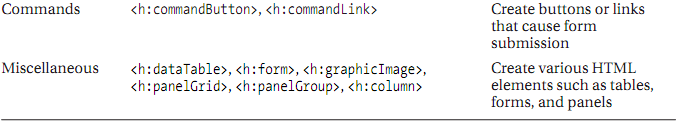 Commands <h:commandButton>, <h:commandLink> Create buttons or links
that cause form
submission
Miscellaneous <h:dataTable>, <h:form>, <h:graphicImage>, Create various HTML
<h:panelGrid>, <h:panelGroup>, <h:column> elements such as tables,
forms, and panels